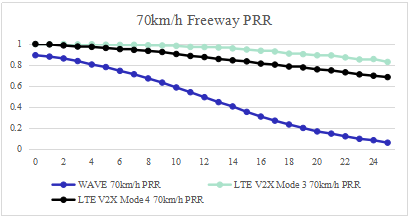 70km/h Freeway PRR
1
0.8
0.6
0.4
0.2
0
0 2 4 6 8 10 12 14 16 18 20 22 24
WAVE 70km/h PRR LTE V2X Mode 3 70km/h PRR
LTE V2X Mode 4 70km/h PRR